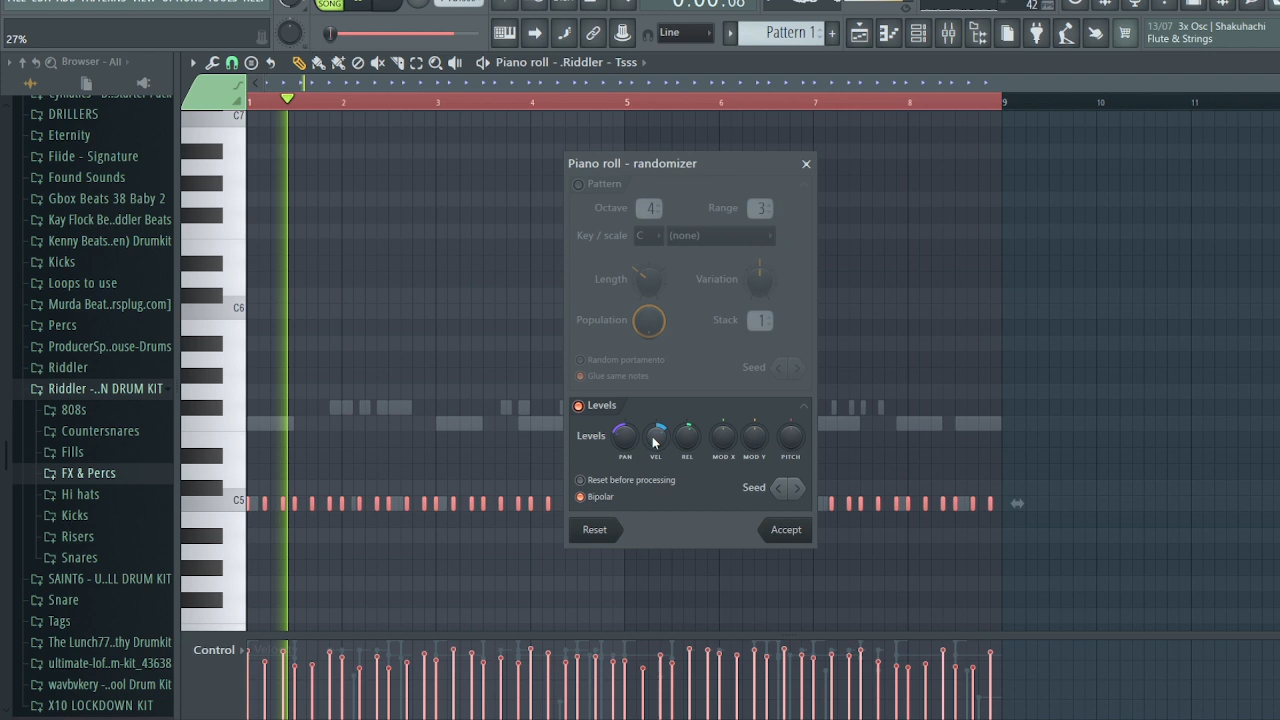 SONG
0:00:06
42
27%
Line
Pattern 1
13/07 3x Osc | Shakuhachi
Flute & Strings
Browser - All
Piano roll - .Riddler - Tsss
1 2 3 4 5 6 7 8 9 10 11
DRILLERS
Eternity
Flide - Signature
Found Sounds
Gbox Beats 38 Baby 2
Kay Flock Be..ddler Beats
Kenny Beats..en) Drumkit
Kicks
Loops to use
Murda Beat..rsplug.com]
Percs
ProducerSp..ouse-Drums
Riddler
Riddler -..N DRUM KIT
808s
Countersnares
Fills
FX & Percs
HI hats
Kicks
Risers
Snares
SAINT6 - U..LL DRUM KIT
Snare
Tags
The Lunch77..thy Drumkit
ultimate-lof..m-kit_43638
wavbvkery -..ool Drum Kit
X10 LOCKDOWN KIT
C7
C6
C5
Piano roll - randomizer
Pattern
Octave 4 Range 3
Key / scale C (none)
Length Variation
Population Stack 1
Random portamento
Glue same notes
Seed
Levels
Levels
PAN VEL REL MOD X MOD Y PITCH
Reset before processing
Bipolar
Seed
Reset Accept
Control